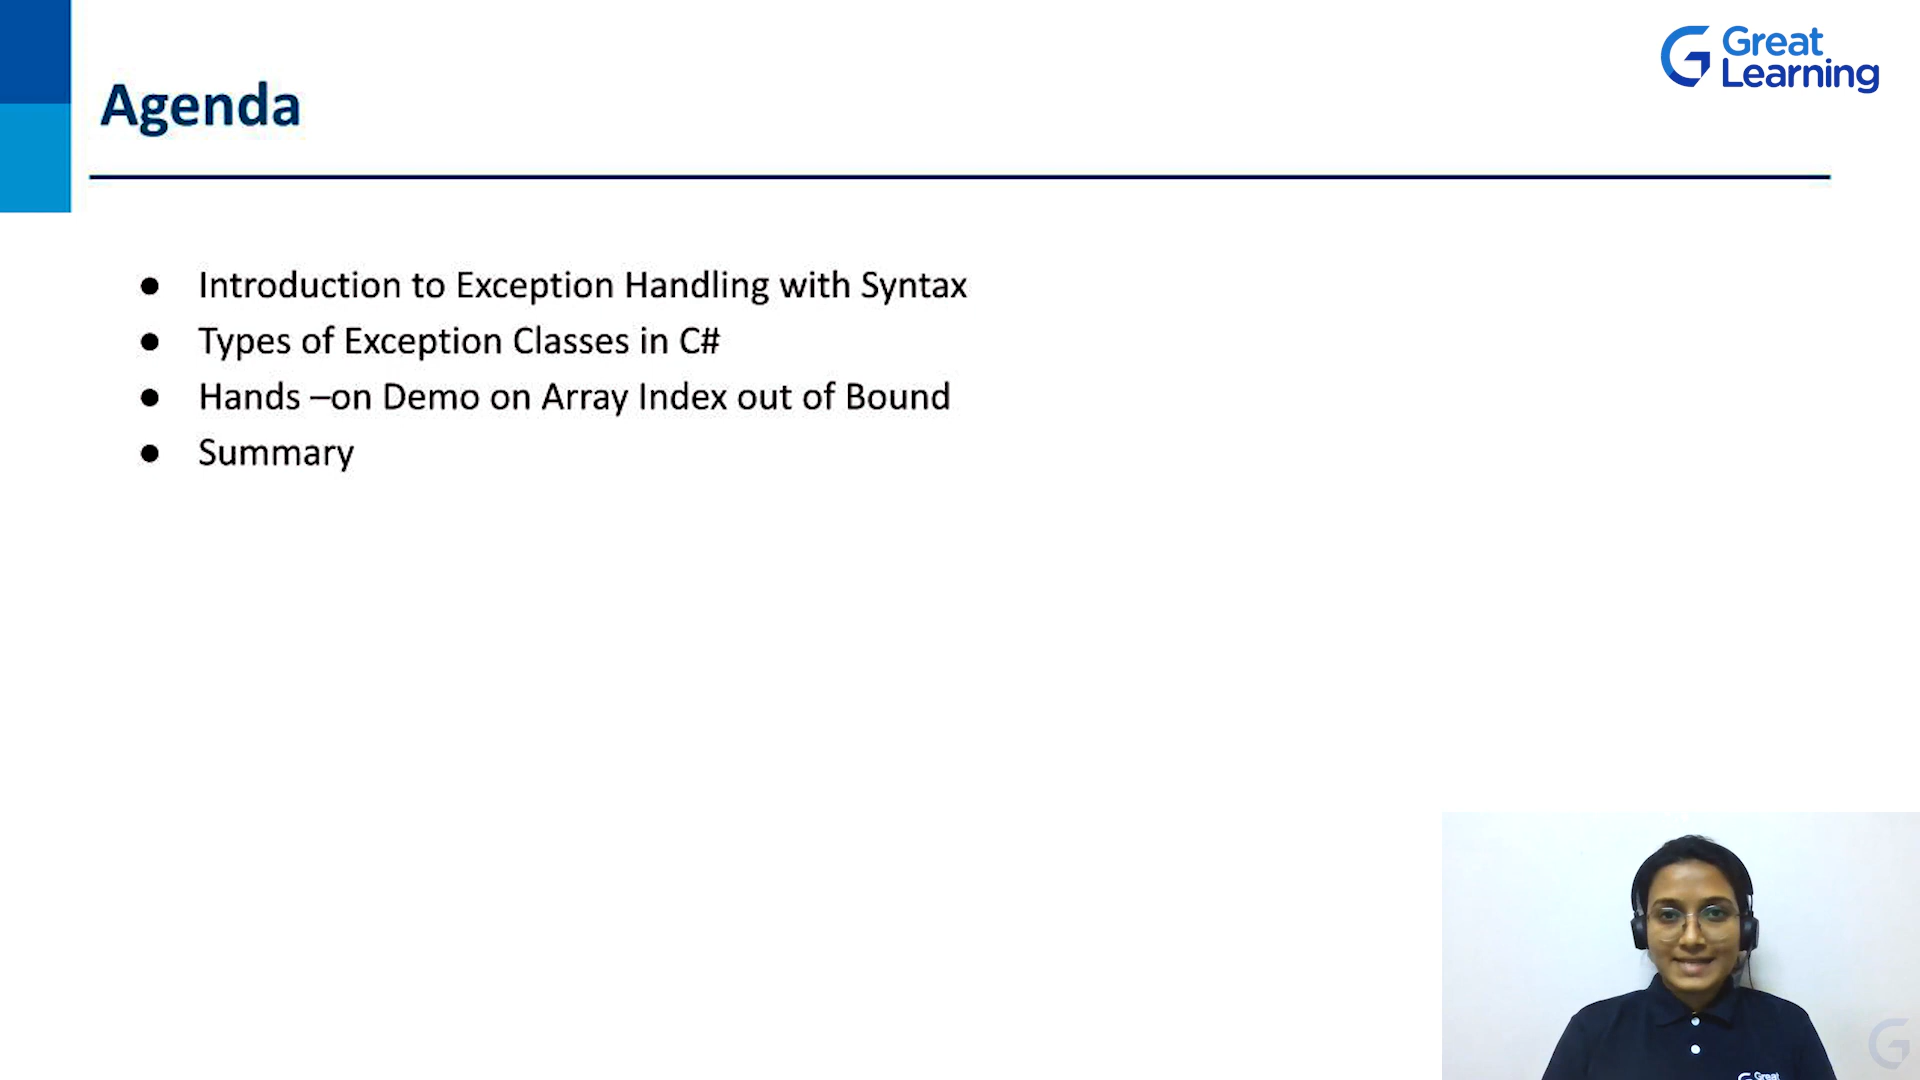 Great
Learning
Agenda
● Introduction to Exception Handling with Syntax
● Types of Exception Classes in C#
● Hands –on Demo on Array Index out of Bound
● Summary
Great